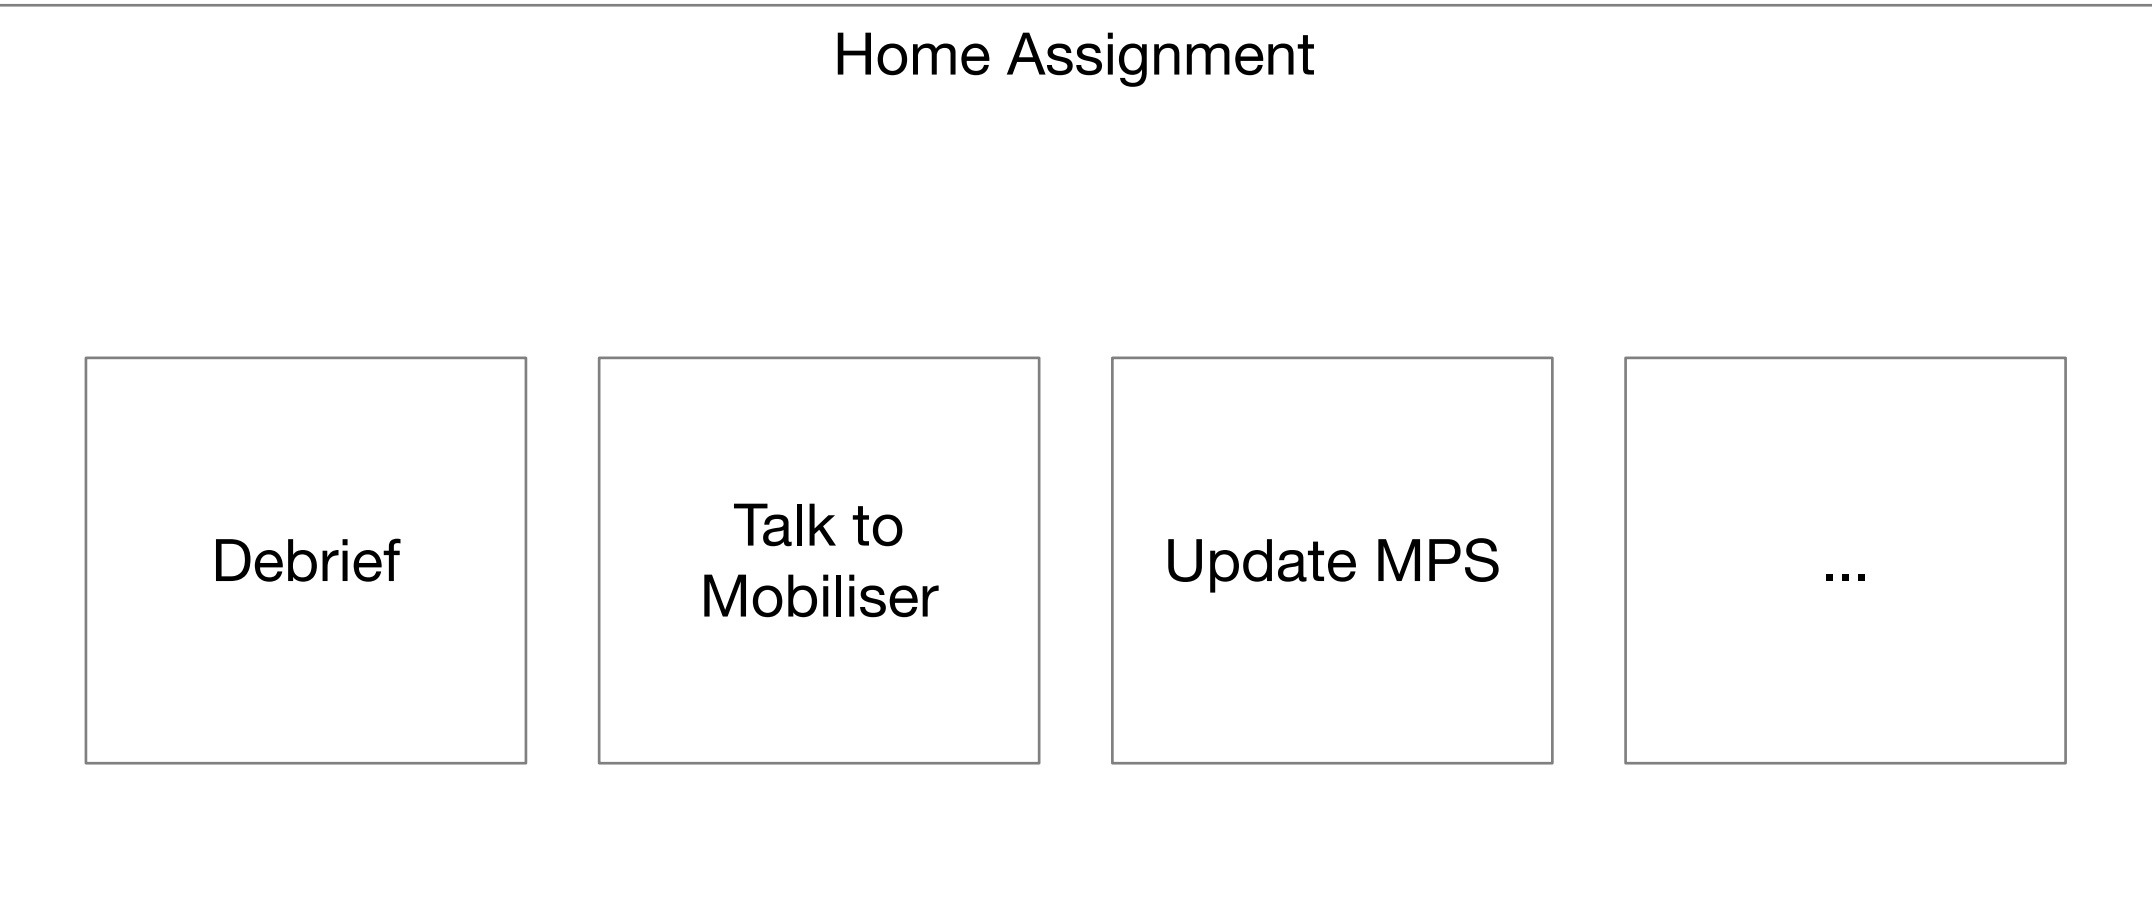 Home Assignment
Debrief
Talk to
Mobiliser
Update MPS
...